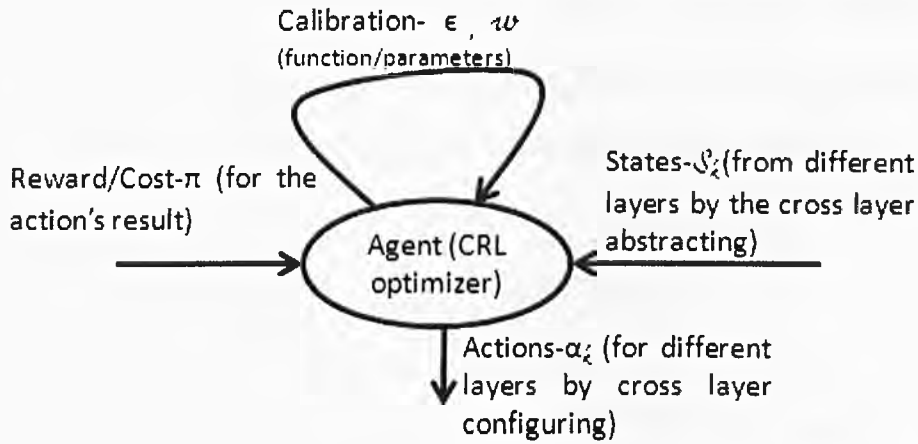 Calibration- ϵ , w
(function/parameters)
Reward/Cost-π (for the
action's result)
States-𝒮ᵢ(from different
layers by the cross layer
abstracting)
Agent (CRL
optimizer)
Actions-αᵢ (for different
layers by cross layer
configuring)